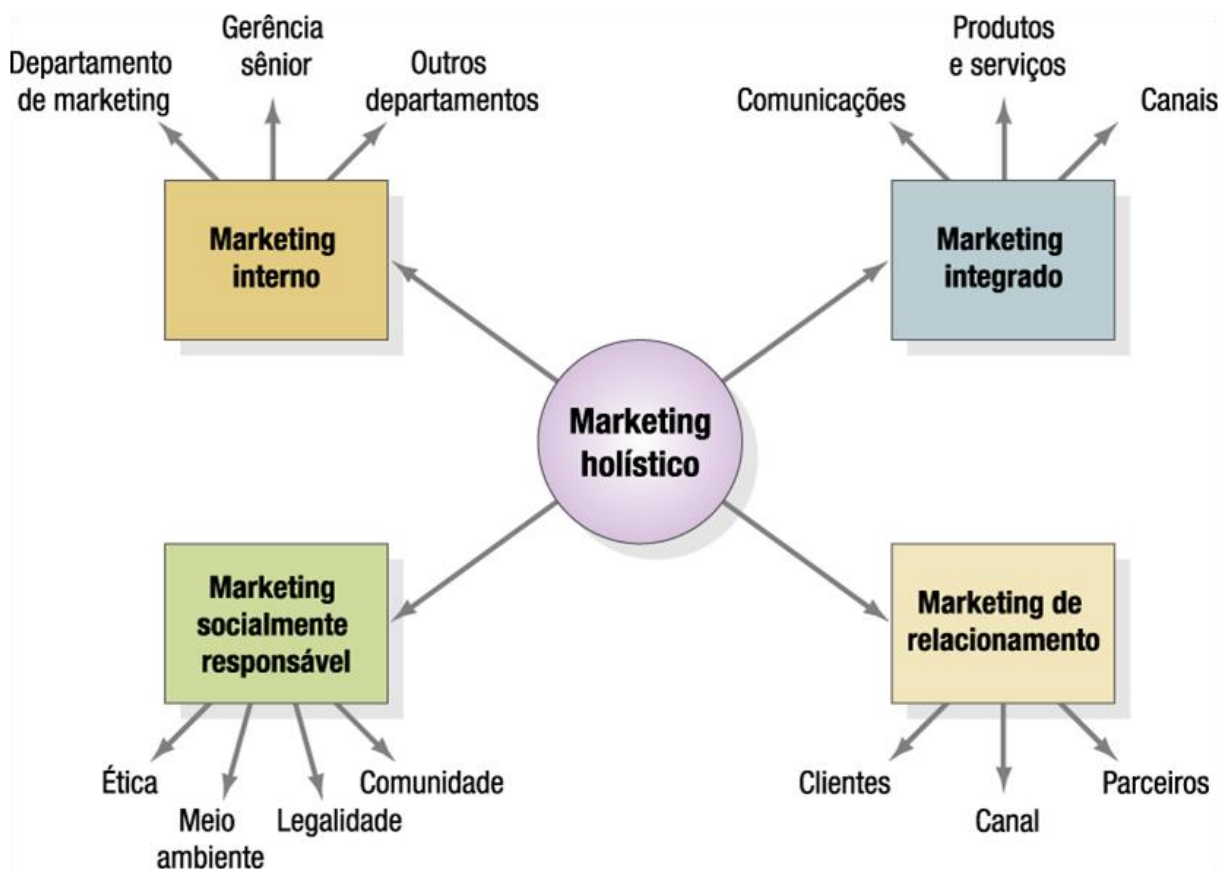 Gerência
sênior
Departamento
de marketing
Outros
departamentos
Produtos
e serviços
Comunicações
Canais
Marketing
interno
Marketing
integrado
Marketing
holístico
Marketing
socialmente
responsável
Marketing de
relacionamento
Ética
Meio
ambiente
Legalidade
Comunidade
Clientes
Canal
Parceiros